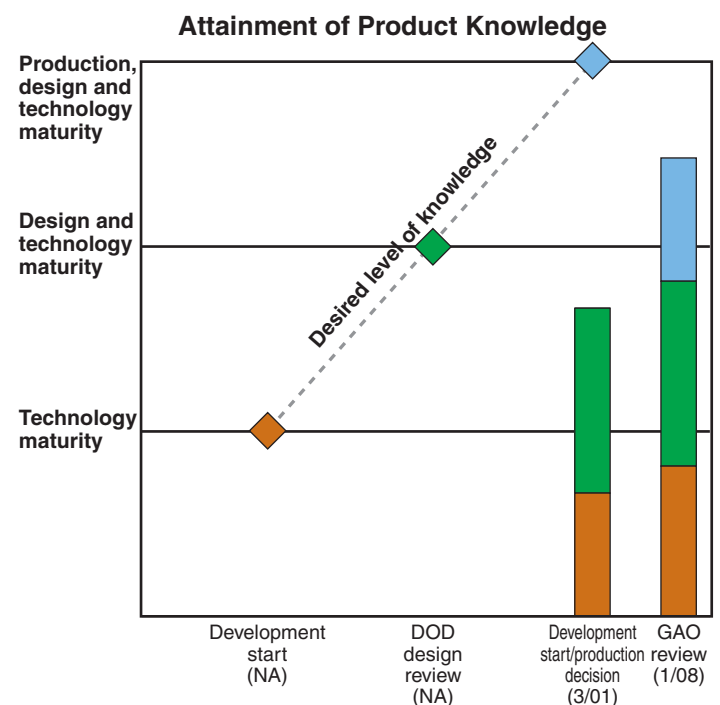 Attainment of Product Knowledge
Production,
design and
technology
maturity
Design and
technology
maturity
Technology
maturity
Desired level of knowledge
Development
start
(NA)
DOD
design
review
(NA)
Development
start/production
decision
(3/01)
GAO
review
(1/08)